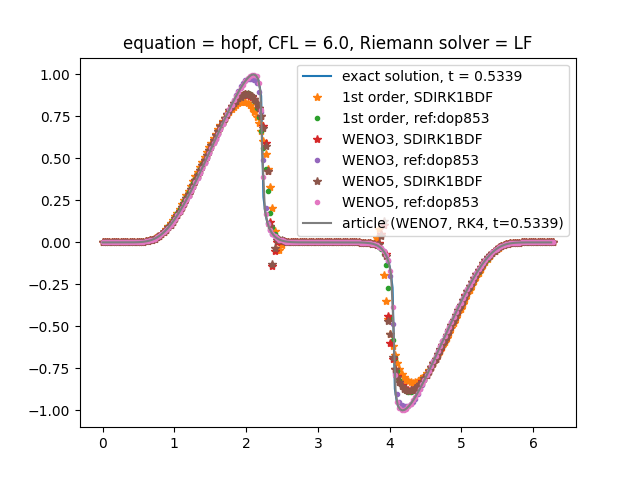 equation = hopf, CFL = 6.0, Riemann solver = LF
exact solution, t = 0.5339
1st order, SDIRK1BDF
1st order, ref:dop853
WENO3, SDIRK1BDF
WENO3, ref:dop853
WENO5, SDIRK1BDF
WENO5, ref:dop853
article (WENO7, RK4, t=0.5339)
1.00
0.75
0.50
0.25
0.00
−0.25
−0.50
−0.75
−1.00
0 1 2 3 4 5 6